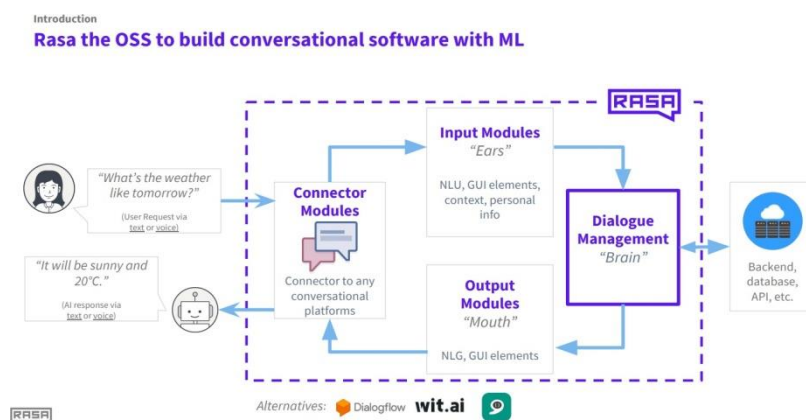 Introduction
Rasa the OSS to build conversational software with ML
RASA
“What's the weather
like tomorrow?”
(User Request via
text or voice)
“It will be sunny and
20°C.”
(AI response via
text or voice)
Connector
Modules
Connector to any
conversational
platforms
Input Modules
“Ears”
NLU, GUI elements,
context, personal
info
Dialogue
Management
“Brain”
Output
Modules
“Mouth”
NLG, GUI elements
Backend,
database,
API, etc.
Alternatives: Dialogflow wit.ai
RASA